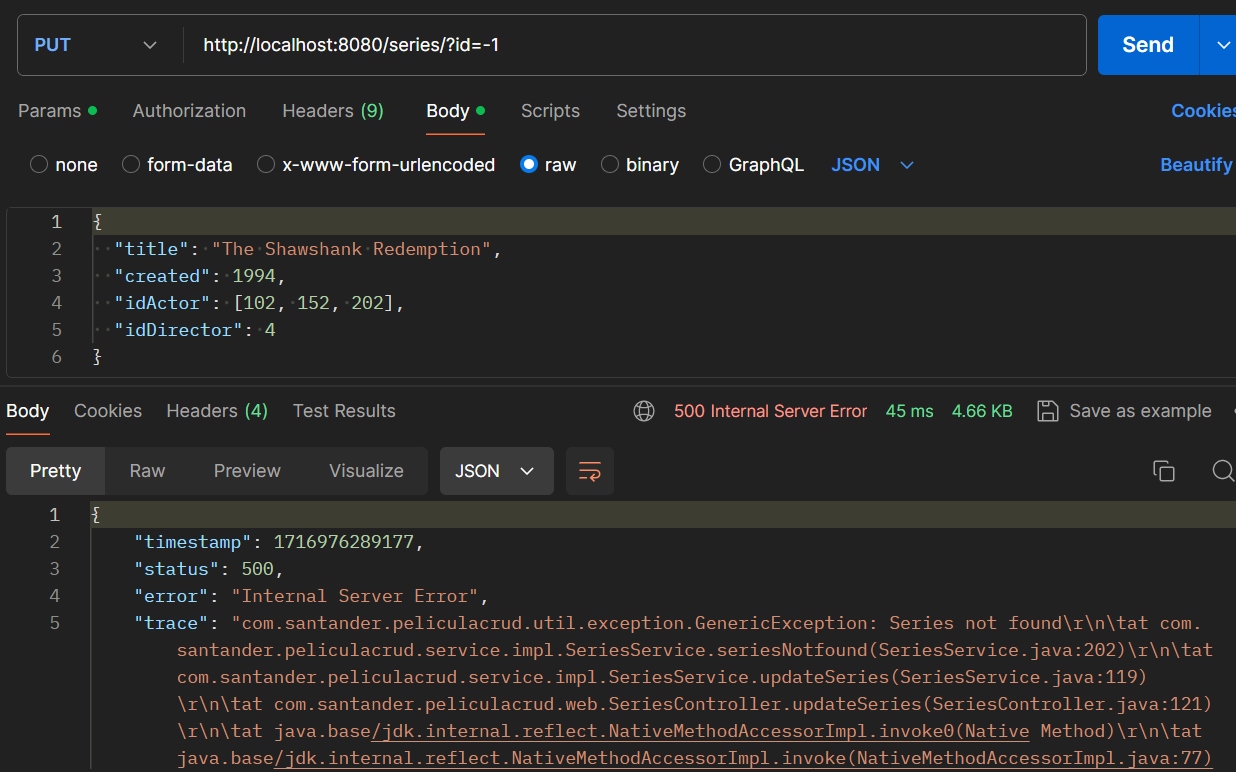 PUT http://localhost:8080/series/?id=-1 Send
Params Authorization Headers (9) Body Scripts Settings Cookies
none form-data x-www-form-urlencoded raw binary GraphQL JSON Beautify
1 {
2 "title": "The Shawshank Redemption",
3 "created": 1994,
4 "idActor": [102, 152, 202],
5 "idDirector": 4
6 }
Body Cookies Headers (4) Test Results 500 Internal Server Error 45 ms 4.66 KB Save as example
Pretty Raw Preview Visualize JSON
1 {
2 "timestamp": 1716976289177,
3 "status": 500,
4 "error": "Internal Server Error",
5 "trace": "com.santander.peliculacrud.util.exception.GenericException: Series not found\r\n\tat com.
santander.peliculacrud.service.impl.SeriesService.seriesNotfound(SeriesService.java:202)\r\n\tat
com.santander.peliculacrud.service.impl.SeriesService.updateSeries(SeriesService.java:119)
\r\n\tat com.santander.peliculacrud.web.SeriesController.updateSeries(SeriesController.java:121)
\r\n\tat java.base/jdk.internal.reflect.NativeMethodAccessorImpl.invoke0(Native Method)\r\n\tat
java.base/jdk.internal.reflect.NativeMethodAccessorImpl.invoke(NativeMethodAccessorImpl.java:77)